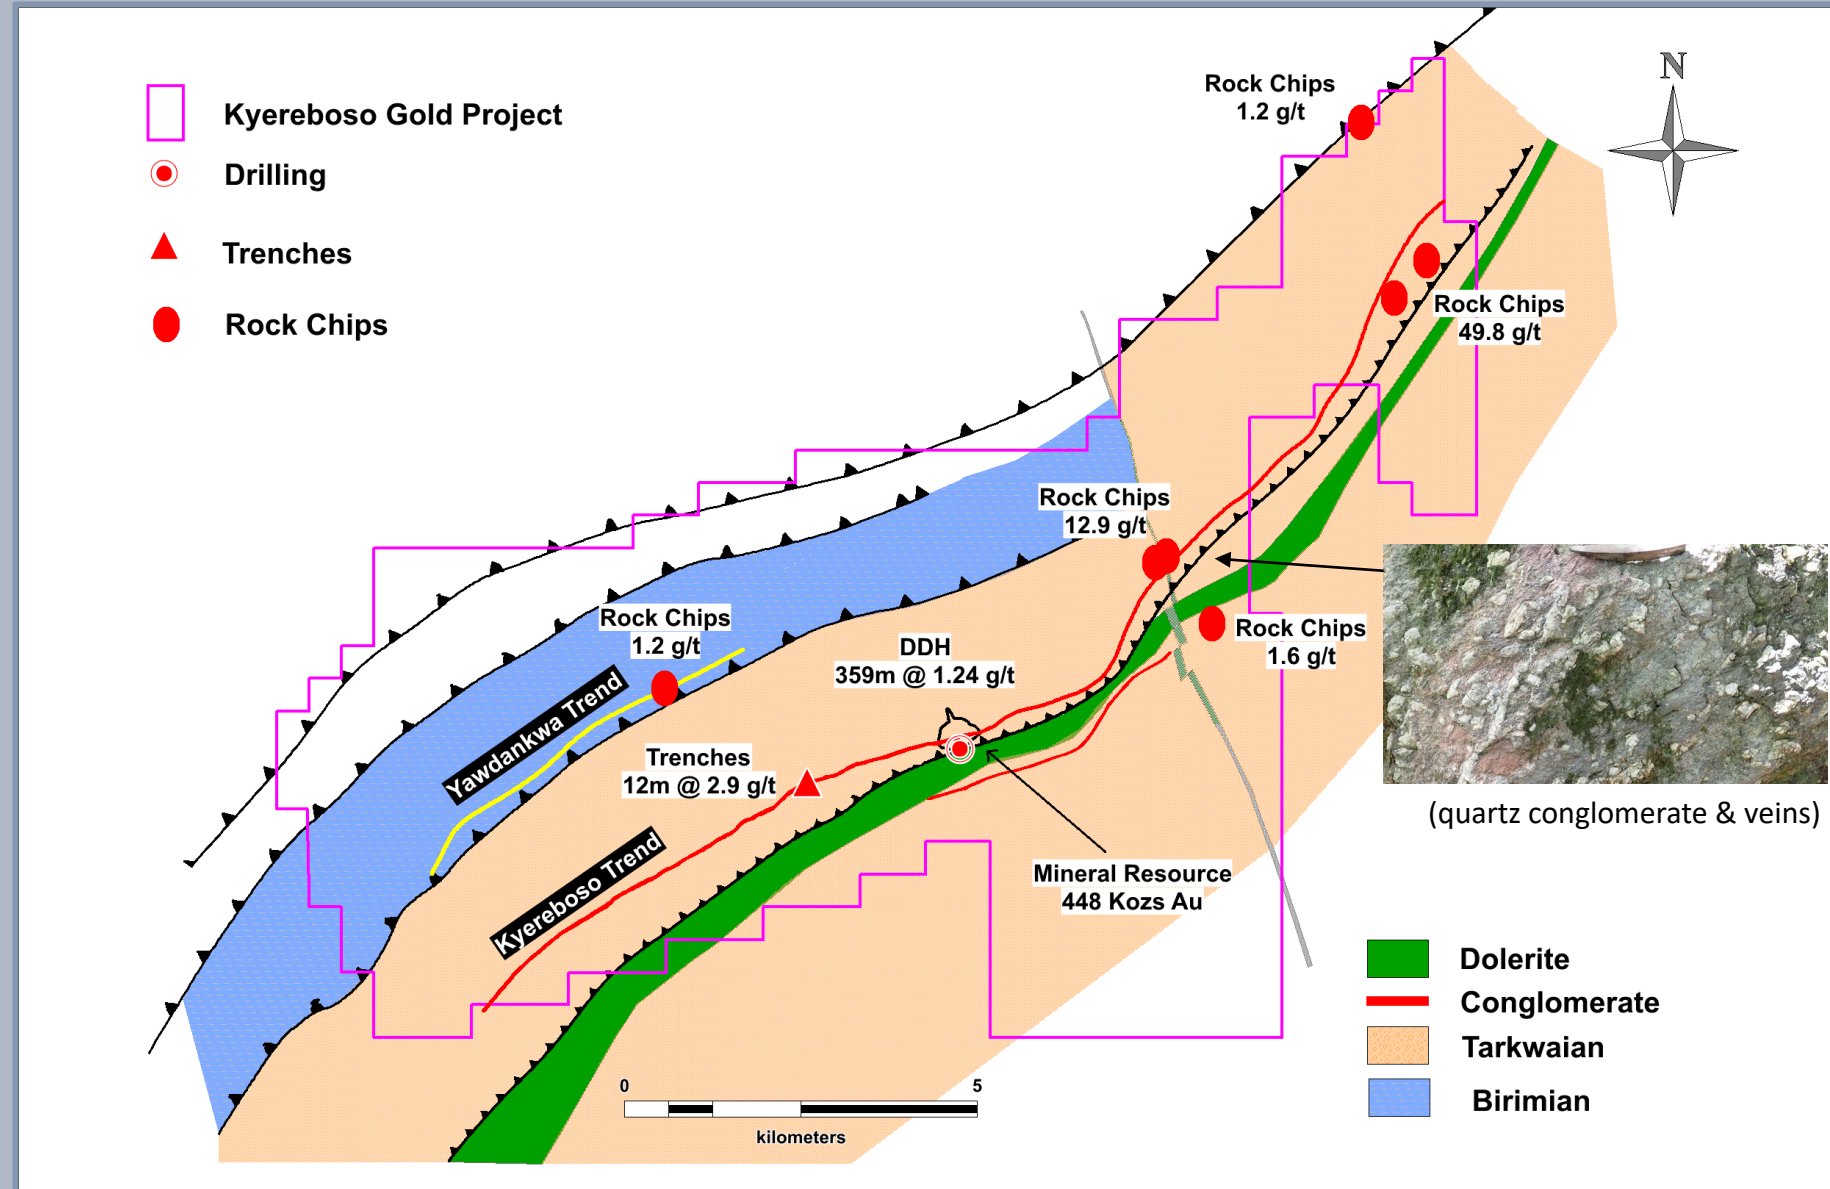 Kyereboso Gold Project
Drilling
Trenches
Rock Chips
Rock Chips
1.2 g/t
N
Rock Chips
49.8 g/t
Rock Chips
12.9 g/t
Rock Chips
1.2 g/t
Rock Chips
1.6 g/t
DDH
359m @ 1.24 g/t
Yawdankwa Trend
Trenches
12m @ 2.9 g/t
Kyereboso Trend
(quartz conglomerate & veins)
Mineral Resource
448 Kozs Au
0 5
kilometers
Dolerite
Conglomerate
Tarkwaian
Birimian